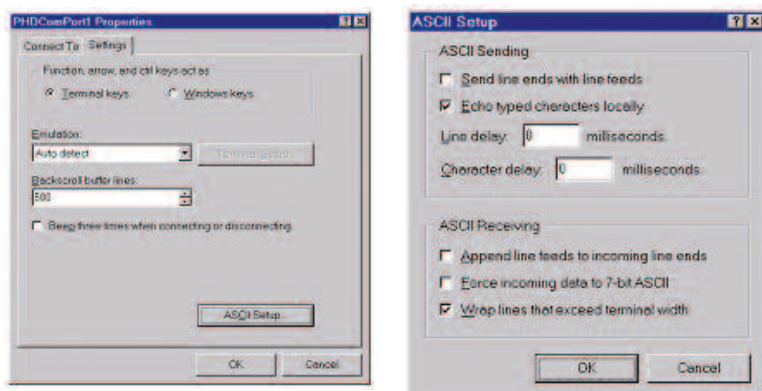 PHDComPort1 Properties
Connect To Settings
Function, arrow, and ctrl keys act as
Terminal keys Windows keys
Emulation:
Auto detect
Terminal Setup...
Backscroll buffer lines:
500
Beep three times when connecting or disconnecting
ASCII Setup...
OK Cancel
ASCII Setup
ASCII Sending
Send line ends with line feeds
Echo typed characters locally
Line delay: 0 milliseconds.
Character delay: 0 milliseconds.
ASCII Receiving
Append line feeds to incoming line ends
Force incoming data to 7-bit ASCII
Wrap lines that exceed terminal width
OK Cancel